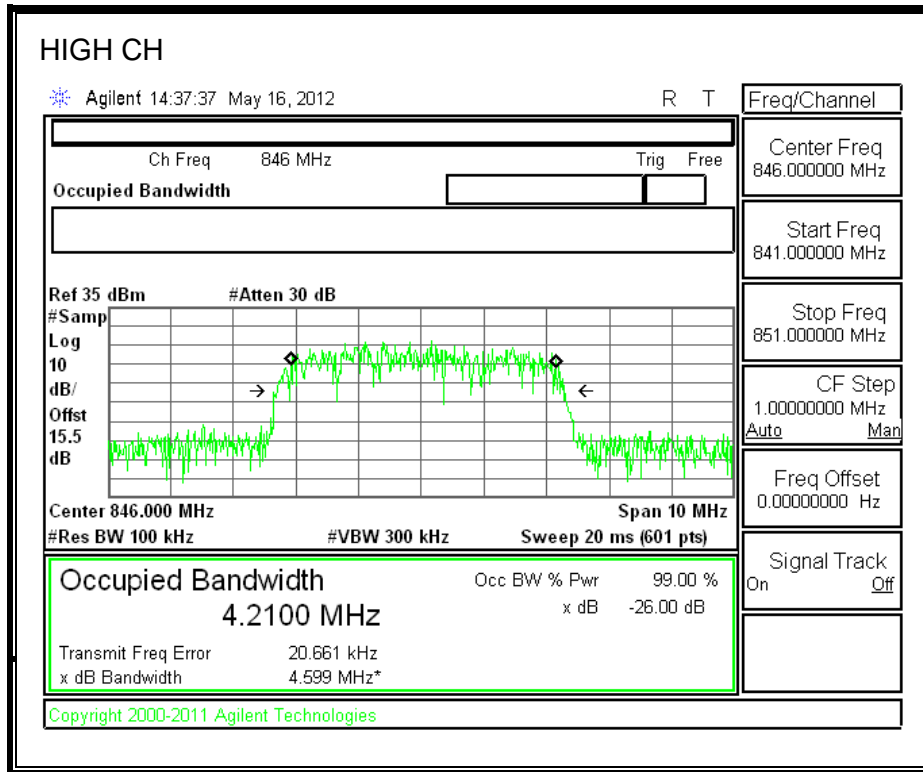 HIGH CH
Agilent 14:37:37 May 16, 2012 R T
Freq/Channel
Ch Freq 846 MHz Trig Free
Occupied Bandwidth
Center Freq
846.000000 MHz
Start Freq
841.000000 MHz
Stop Freq
851.000000 MHz
CF Step
1.00000000 MHz
Auto Man
Freq Offset
0.00000000 Hz
Signal Track
On Off
Ref 35 dBm #Atten 30 dB
#Samp
Log
10
dB/
Offst
15.5
dB
Center 846.000 MHz Span 10 MHz
#Res BW 100 kHz #VBW 300 kHz Sweep 20 ms (601 pts)
Occupied Bandwidth Occ BW % Pwr 99.00 %
4.2100 MHz x dB -26.00 dB
Transmit Freq Error 20.661 kHz
x dB Bandwidth 4.599 MHz*
Copyright 2000-2011 Agilent Technologies